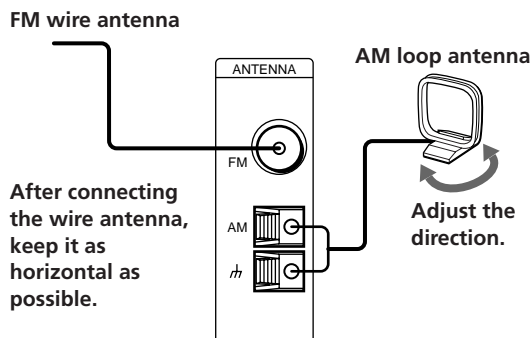 FM wire antenna
ANTENNA
AM loop antenna
FM
After connecting
the wire antenna,
keep it as
horizontal as
possible.
AM
Adjust the
direction.